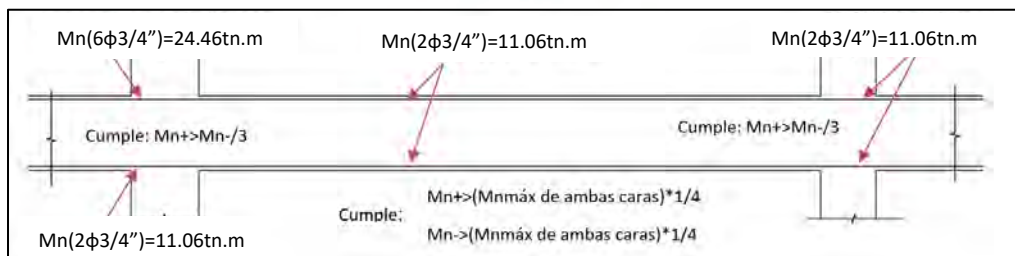 Mn(6ϕ3/4”)=24.46tn.m
Mn(2ϕ3/4”)=11.06tn.m
Mn(2ϕ3/4”)=11.06tn.m
Cumple: Mn+>Mn-/3
Cumple: Mn+>Mn-/3
Mn(2ϕ3/4”)=11.06tn.m
Cumple:
Mn+>(Mnmáx de ambas caras)*1/4
Mn->(Mnmáx de ambas caras)*1/4